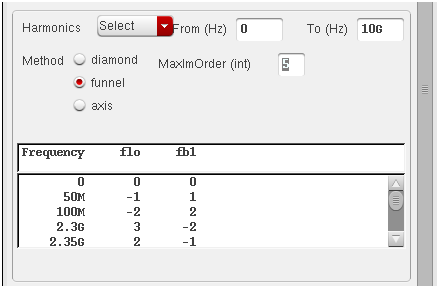 Harmonics Select From (Hz) 0 To (Hz) 10G
Method diamond MaxImOrder (int) 5
funnel
axis
Frequency flo fb1
0 0 0
50M -1 1
100M -2 2
2.3G 3 -2
2.35G 2 -1